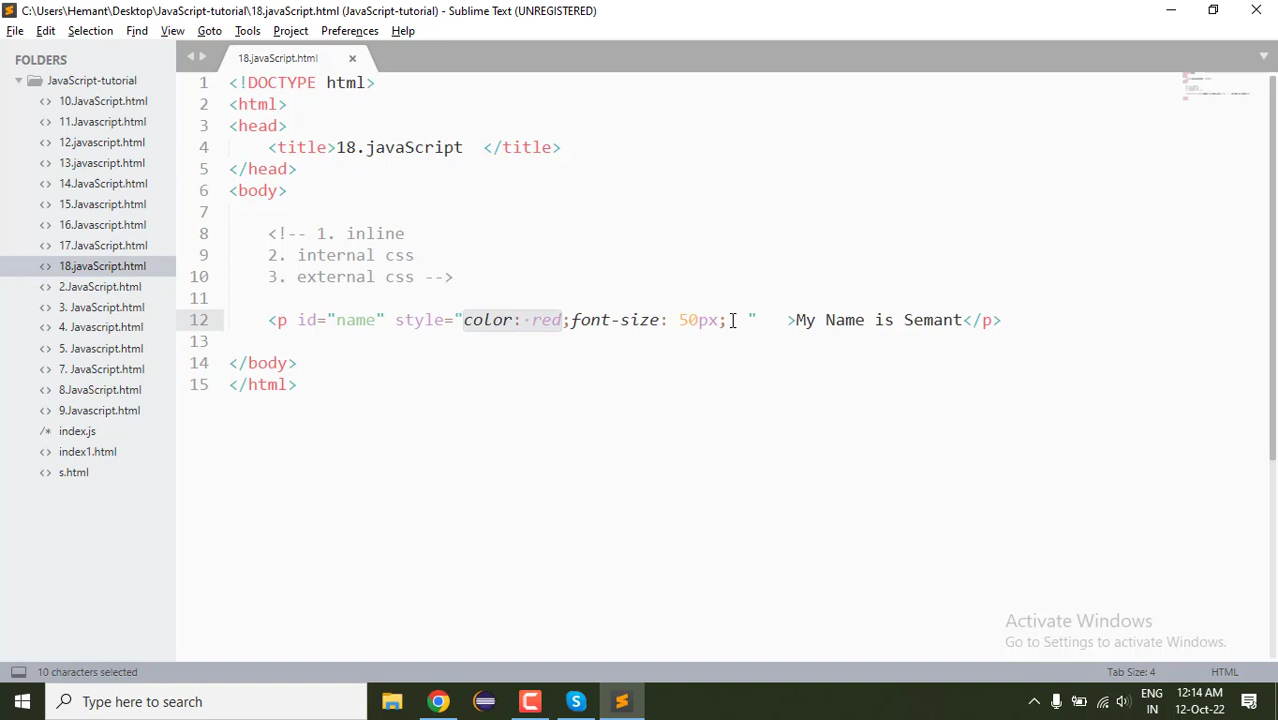 C:\Users\Hemant\Desktop\JavaScript-tutorial\18.javaScript.html (JavaScript-tutorial) - Sublime Text (UNREGISTERED)
File Edit Selection Find View Goto Tools Project Preferences Help
FOLDERS
JavaScript-tutorial
10.JavaScript.html
11.Javascript.html
12.javascript.html
13.javascript.html
14.JavaScript.html
15.JavaScript.html
16.Javascript.html
17.JavaScript.html
18.javaScript.html
2.JavaScript.html
3. JavaScript.html
4. Javascript.html
5. JavaScript.html
7. JavaScript.html
8.JavaScript.html
9.Javascript.html
index.js
index1.html
s.html
18.javaScript.html
1 <!DOCTYPE html>
2 <html>
3 <head>
4 <title>18.javaScript </title>
5 </head>
6 <body>
7
8 <!-- 1. inline
9 2. internal css
10 3. external css -->
11
12 <p id="name" style="color: red;font-size: 50px; " >My Name is Semant</p>
13
14 </body>
15 </html>
Activate Windows
Go to Settings to activate Windows.
10 characters selected Tab Size: 4 HTML
Type here to search
ENG
IN
12:14 AM
12-Oct-22